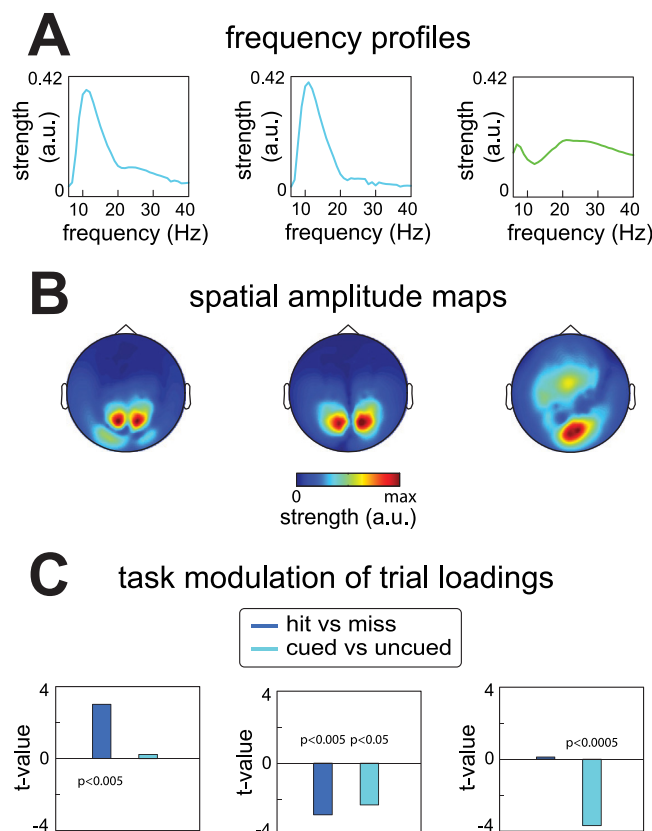 A frequency profiles
0.42 0.42 0.42
strength (a.u.) strength (a.u.) strength (a.u.)
0 0 0
10 20 30 40 10 20 30 40 10 20 30 40
frequency (Hz) frequency (Hz) frequency (Hz)
B spatial amplitude maps
0 max
strength (a.u.)
C task modulation of trial loadings
hit vs miss
cued vs uncued
4 4 4
p<0.005 p<0.05 p<0.0005
t-value t-value t-value
0 0 0
p<0.005
-4 -4 -4